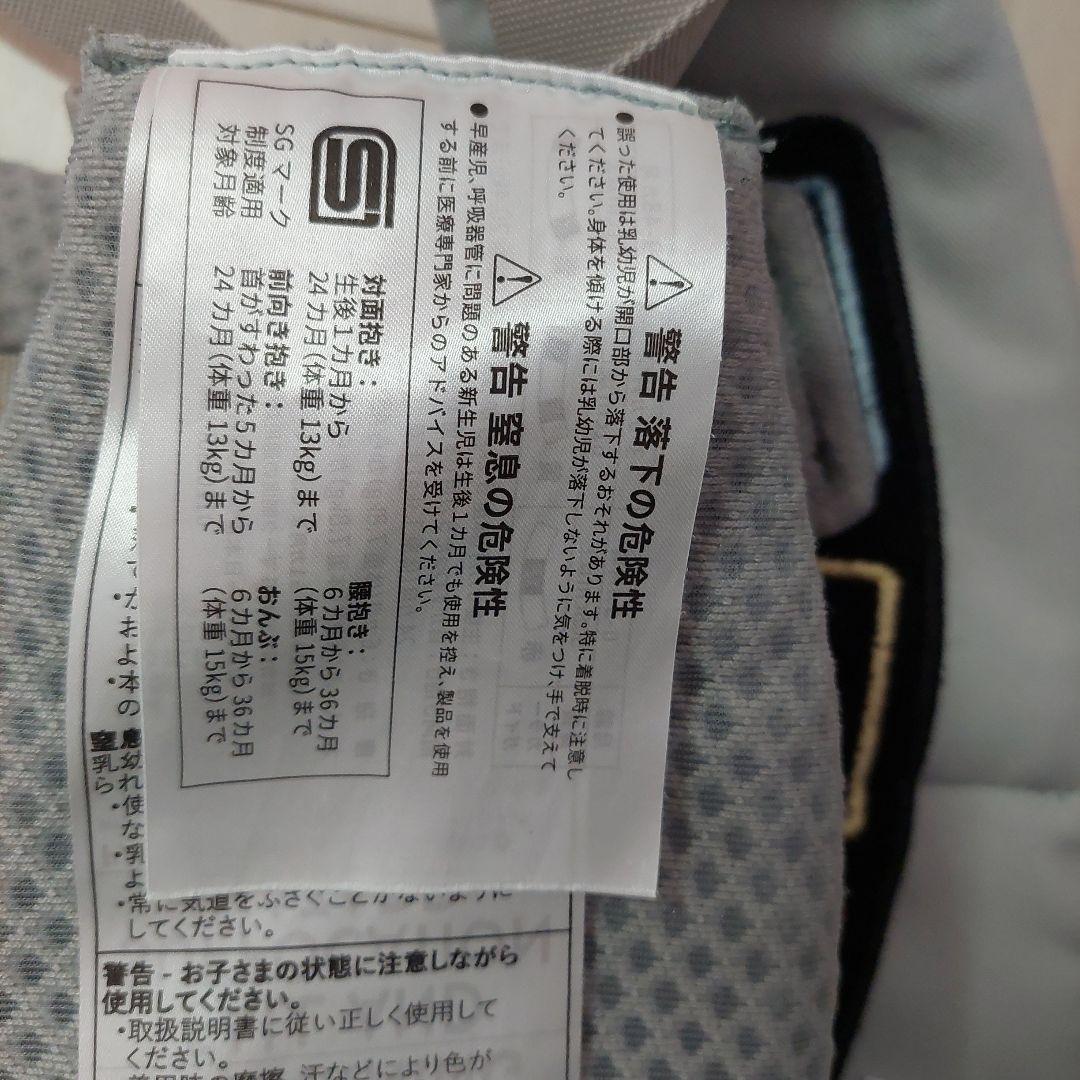 警告 落下の危険性
● 誤った使用は乳幼児が開口部から落下するおそれがあります。特に着脱時に注意し
てください。身体を傾ける際には乳幼児が落下しないように気をつけ、手で支えて
ください。
警告 窒息の危険性
● 早産児、呼吸器管に問題のある新生児は生後1カ月でも使用を控え、製品を使用
する前に医療専門家からのアドバイスを受けてください。
SG マーク
制度適用
対象月齢
対面抱き:
生後1カ月から
24カ月(体重13kg)まで
前向き抱き:
首がすわった5カ月から
24カ月(体重13kg)まで
腰抱き:
6カ月から36カ月
(体重15kg)まで
おんぶ:
6カ月から36カ月
(体重15kg)まで
・常に気道をふさぐことがないように
してください。
警告 - お子さまの状態に注意しながら
使用してください。
・取扱説明書に従い正しく使用して
ください。
汗などにより色が